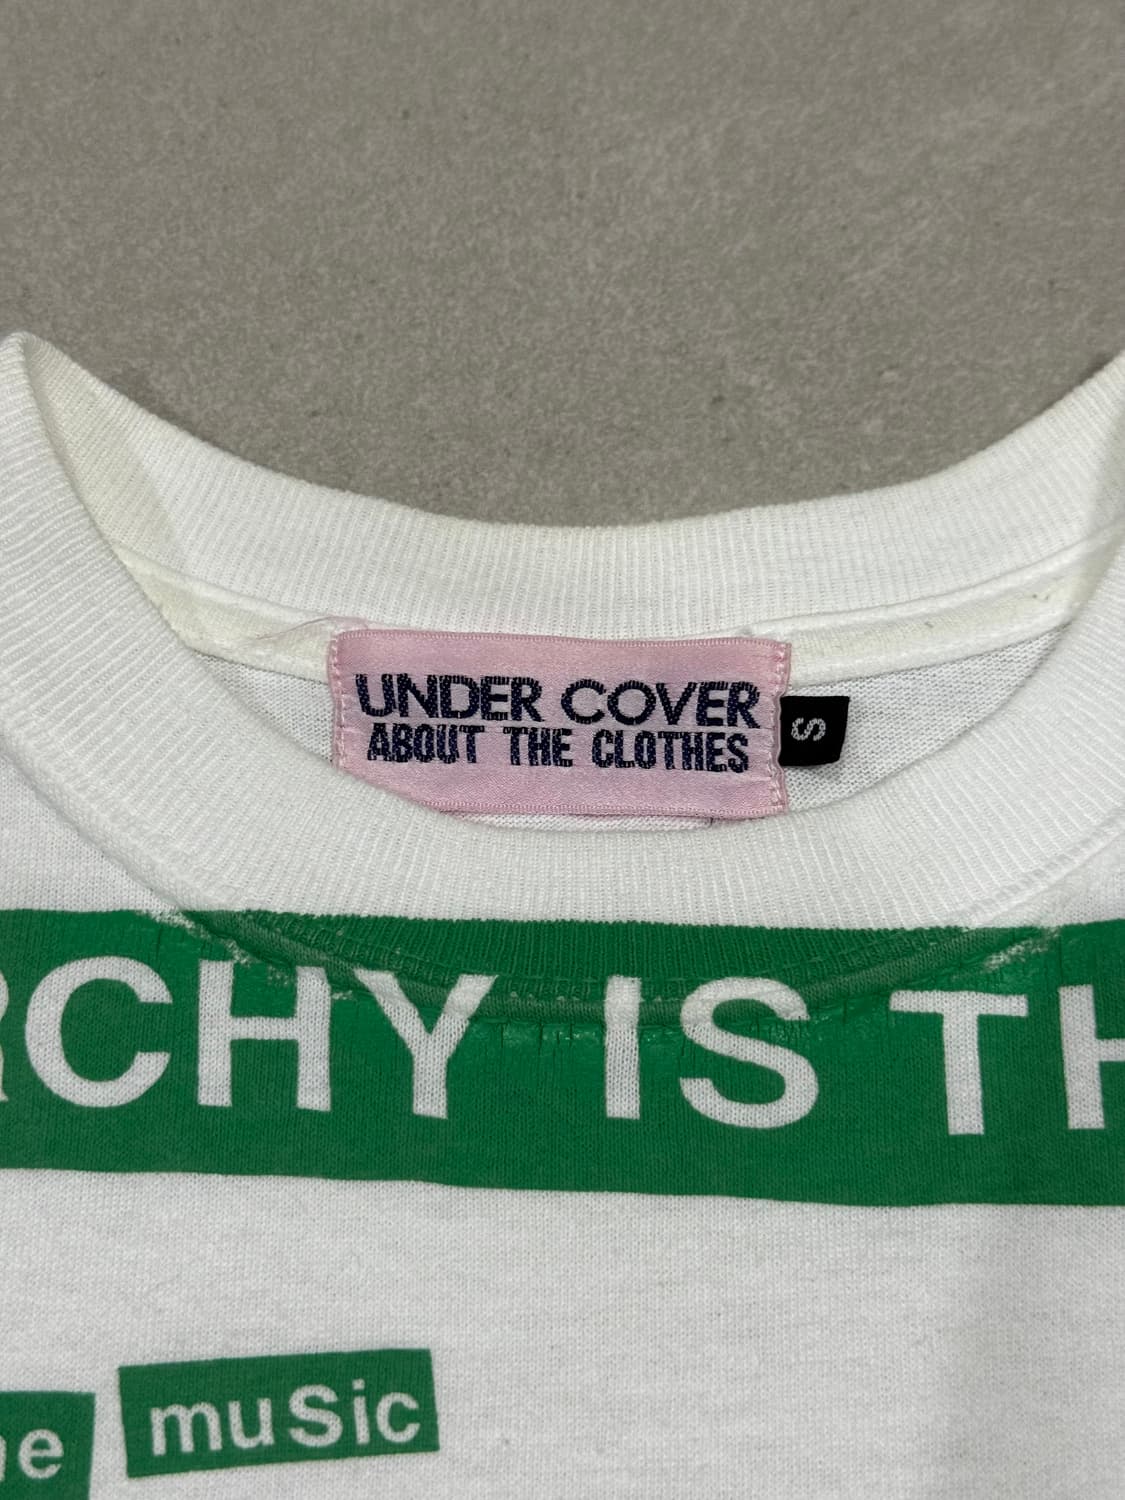 UNDER COVER
ABOUT THE CLOTHES
S
RCHY IS TH
muSic